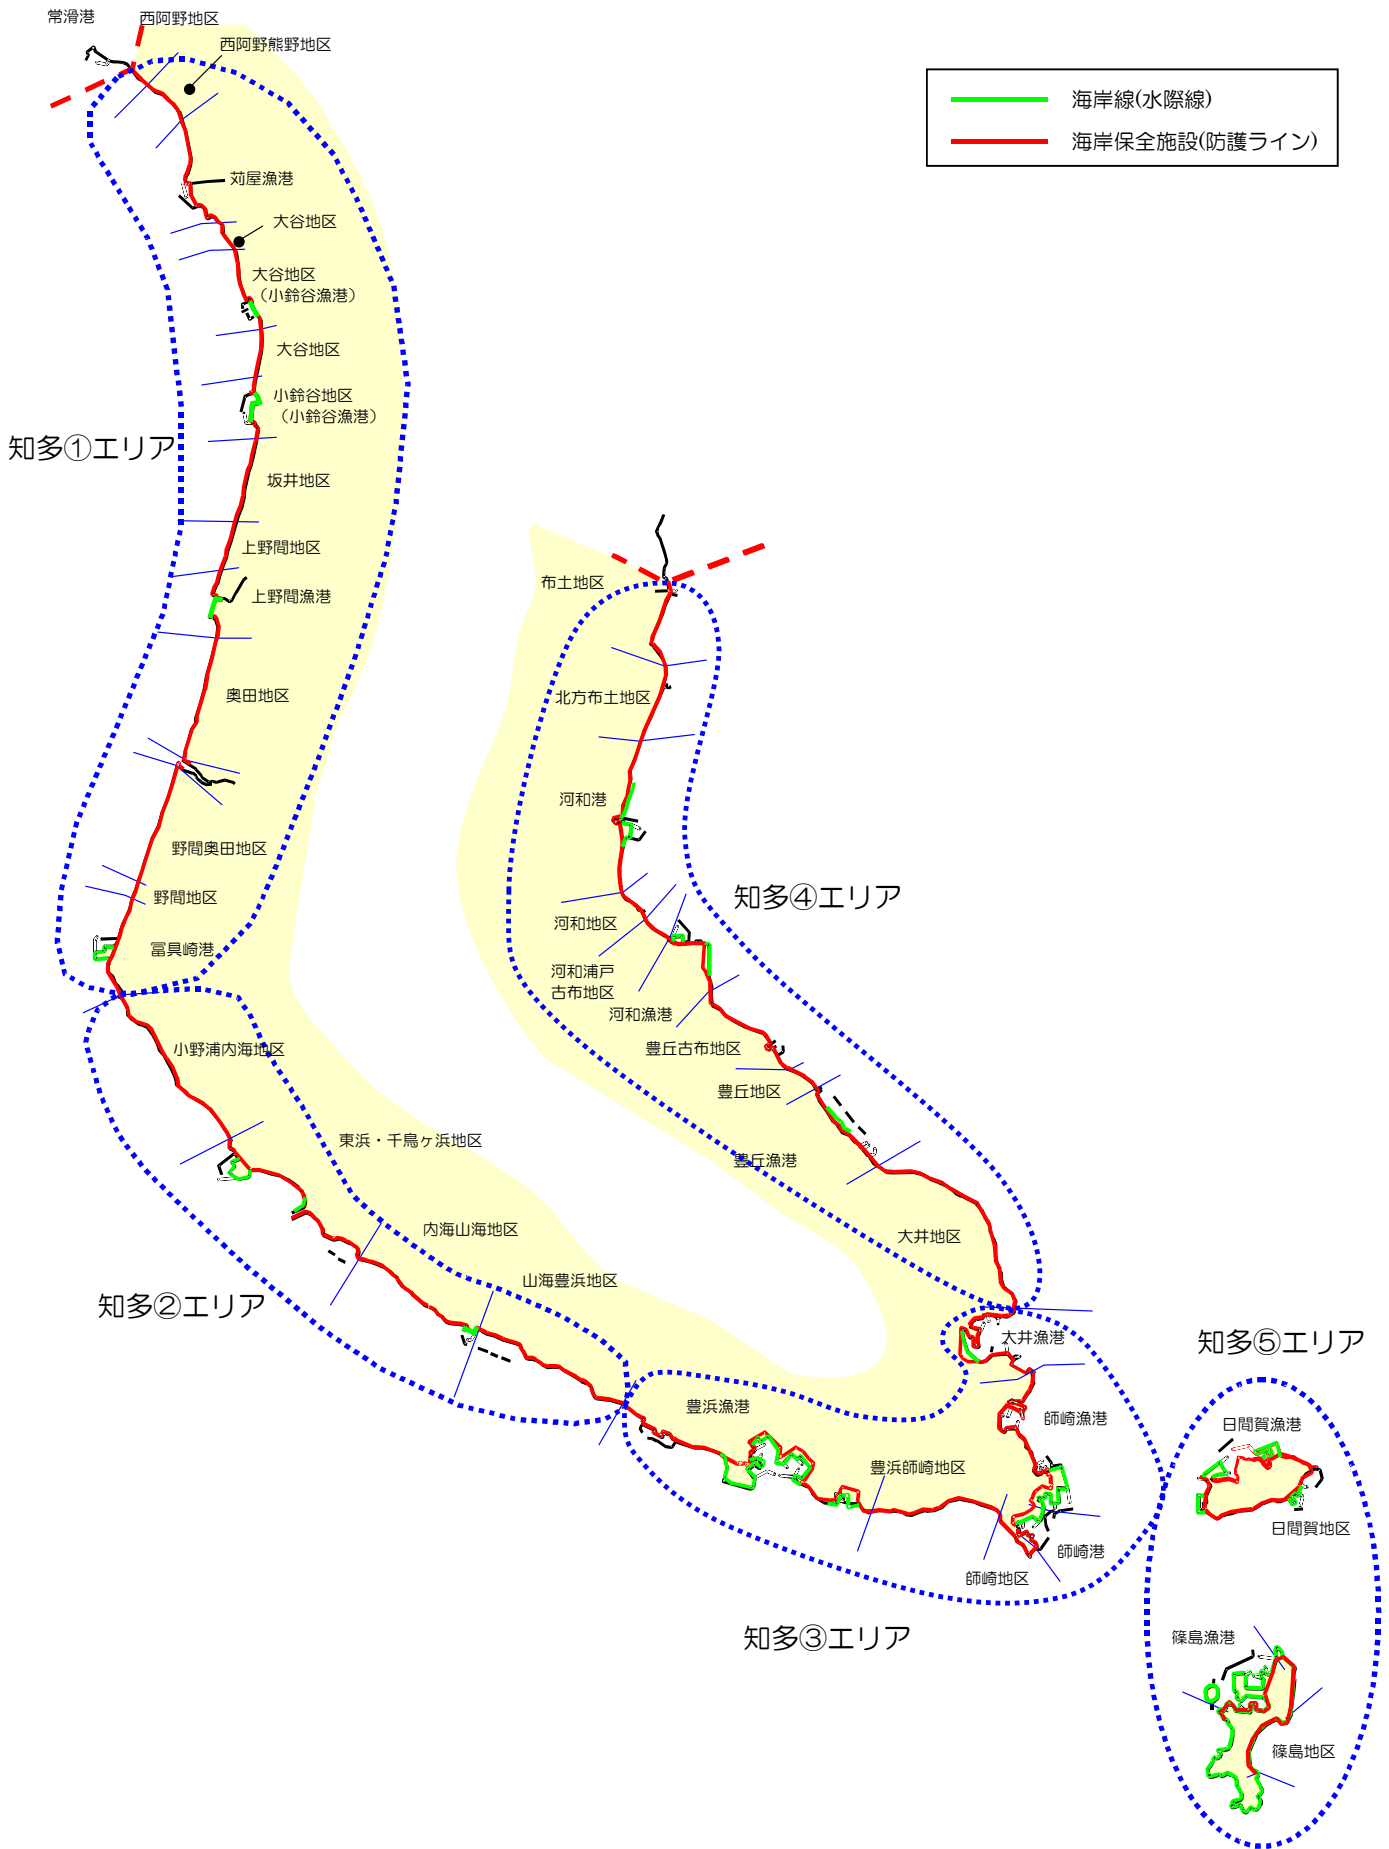 常滑港
西阿野地区
西阿野熊野地区
海岸線(水際線)
海岸保全施設(防護ライン)
苅屋漁港
大谷地区
大谷地区
(小鈴谷漁港)
大谷地区
小鈴谷地区
(小鈴谷漁港)
知多①エリア
坂井地区
上野間地区
上野間漁港
奥田地区
野間奥田地区
野間地区
冨具崎港
布土地区
北方布土地区
河和港
知多④エリア
河和地区
河和浦戸
古布地区
河和漁港
豊丘古布地区
豊丘地区
豊丘漁港
大井地区
小野浦内海地区
東浜・千鳥ヶ浜地区
内海山海地区
山海豊浜地区
知多②エリア
大井漁港
知多⑤エリア
豊浜漁港
師崎漁港
日間賀漁港
豊浜師崎地区
日間賀地区
師崎港
師崎地区
知多③エリア
篠島漁港
篠島地区